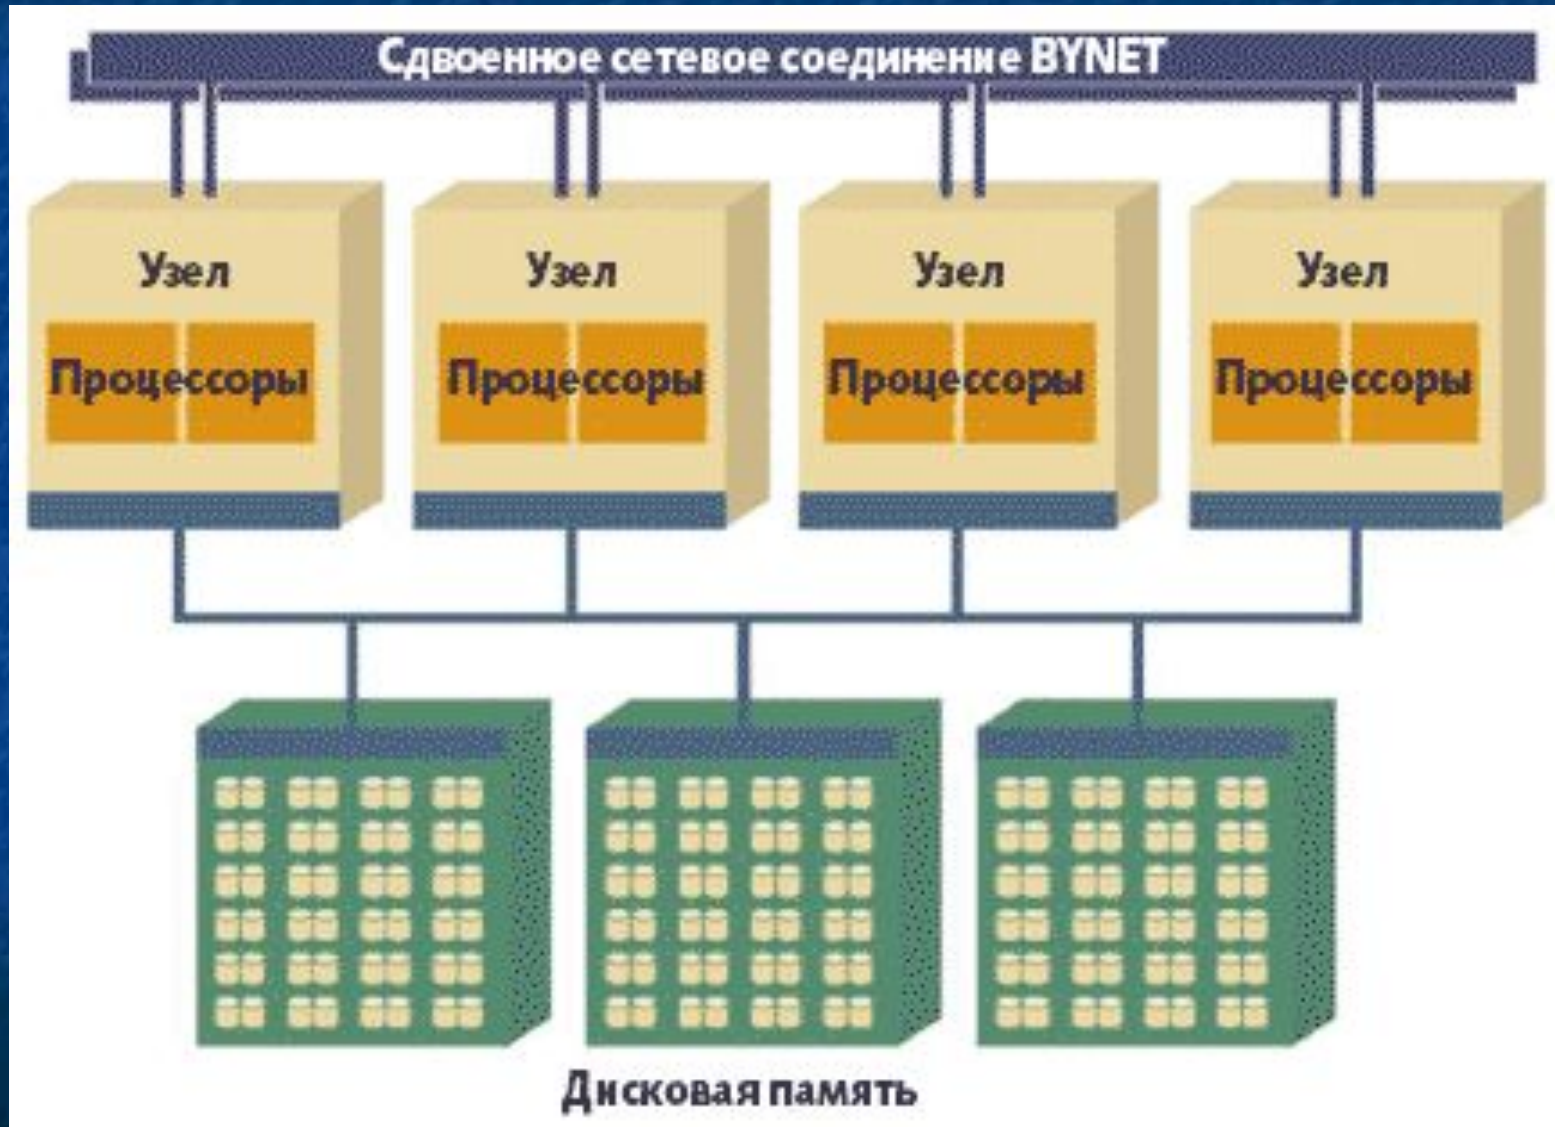 Сдвоенное сетевое соединение BYNET
Узел
Узел
Узел
Узел
Процессоры
Процессоры
Процессоры
Процессоры
Дисковая память